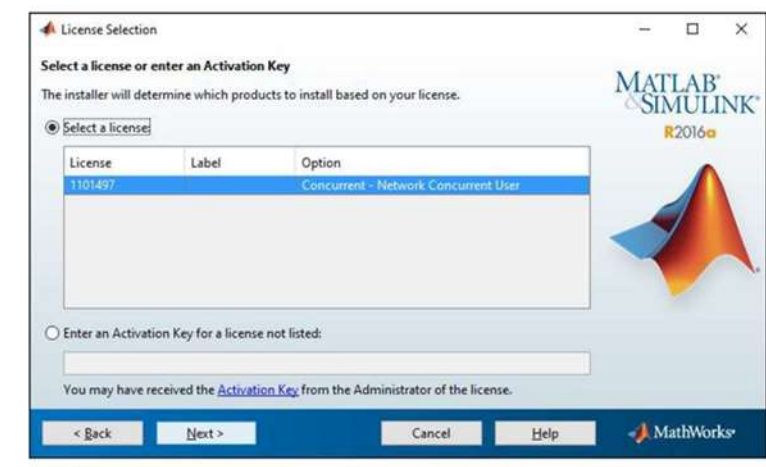 License Selection
Select a license or enter an Activation Key
The installer will determine which products to install based on your license.
MATLAB®
&SIMULINK®
R2016a
Select a license:
License Label Option
1101497 Concurrent - Network Concurrent User
Enter an Activation Key for a license not listed:
You may have received the Activation Key from the Administrator of the license.
< Back Next > Cancel Help MathWorks®